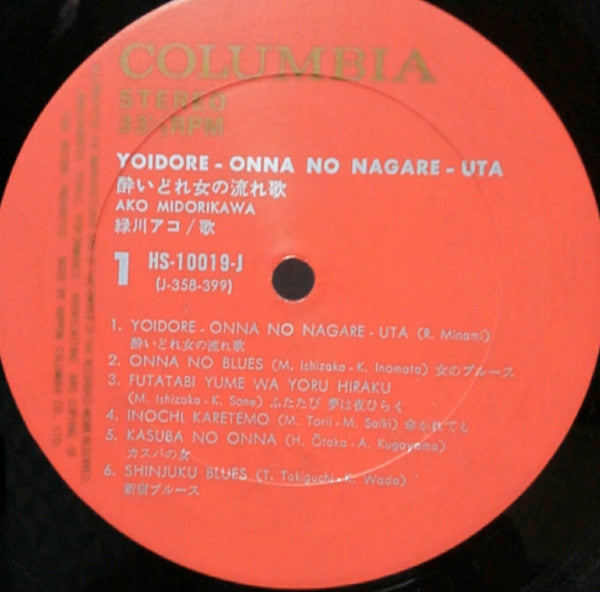 COLUMBIA
STEREO
33⅓RPM
YOIDORE - ONNA NO NAGARE - UTA
酔いどれ女の流れ歌
AKO MIDORIKAWA
緑川アコ / 歌
1 HS-10019-J
(J-358-399)
1. YOIDORE - ONNA NO NAGARE - UTA (R. Minami)
酔いどれ女の流れ歌
2. ONNA NO BLUES (M. Ishizaka - K. Inomata) 女のブルース
3. FUTATABI YUME WA YORU HIRAKU
(M. Ishizaka - K. Sone) ふたたび 夢は夜ひらく
4. INOCHI KARETEMO (M. Torii - M. Saiki) 命かれても
5. KASUBA NO ONNA (H. Ōtaka - A. Kugayama)
カスバの女
6. SHINJUKU BLUES (T. Takiguchi - K. Wada)
新宿ブルース